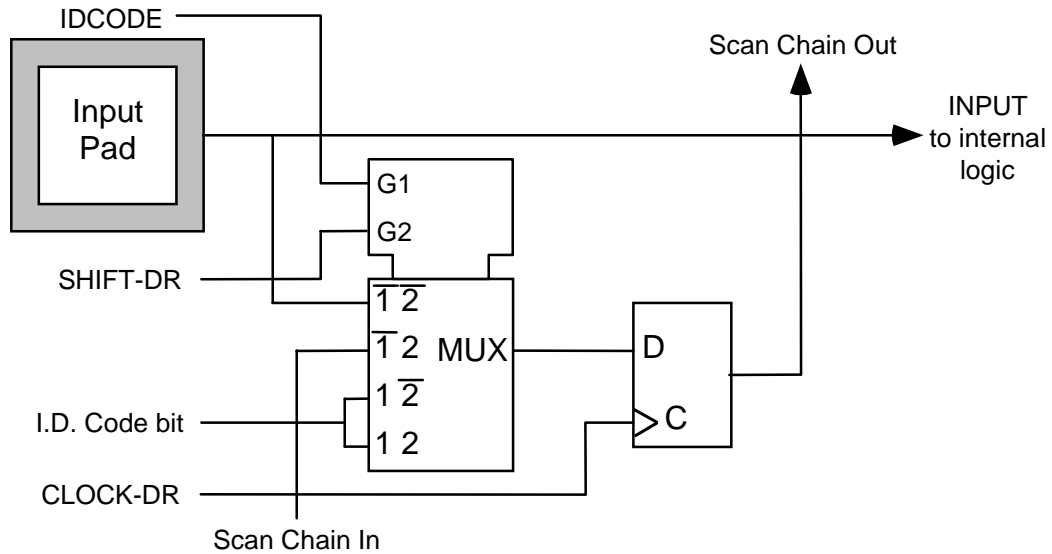 IDCODE
Scan Chain Out
Input
Pad
INPUT
to internal
logic
G1
G2
SHIFT-DR
1̅ 2̅
1̅ 2
MUX
D
1 2̅
I.D. Code bit
1 2
C
CLOCK-DR
Scan Chain In